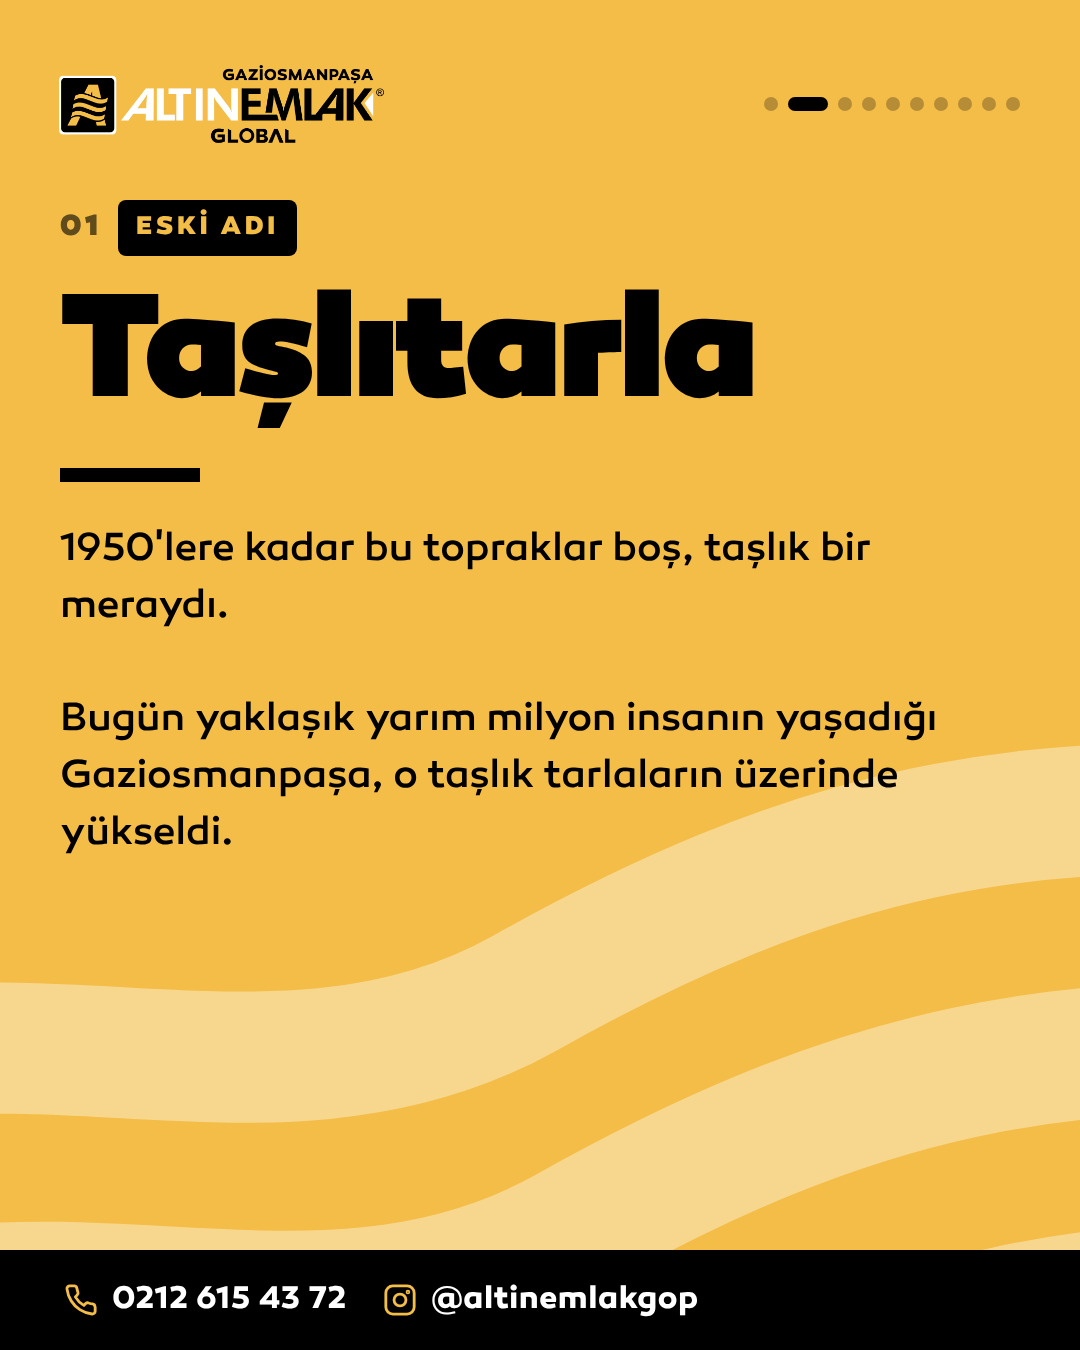 GAZİOSMANPAŞA
ALTINEMLAK®
GLOBAL
01 ESKİ ADI
Taşlıtarla
1950'lere kadar bu topraklar boş, taşlık bir
meraydı.
Bugün yaklaşık yarım milyon insanın yaşadığı
Gaziosmanpaşa, o taşlık tarlaların üzerinde
yükseldi.
0212 615 43 72 @altinemlakgop